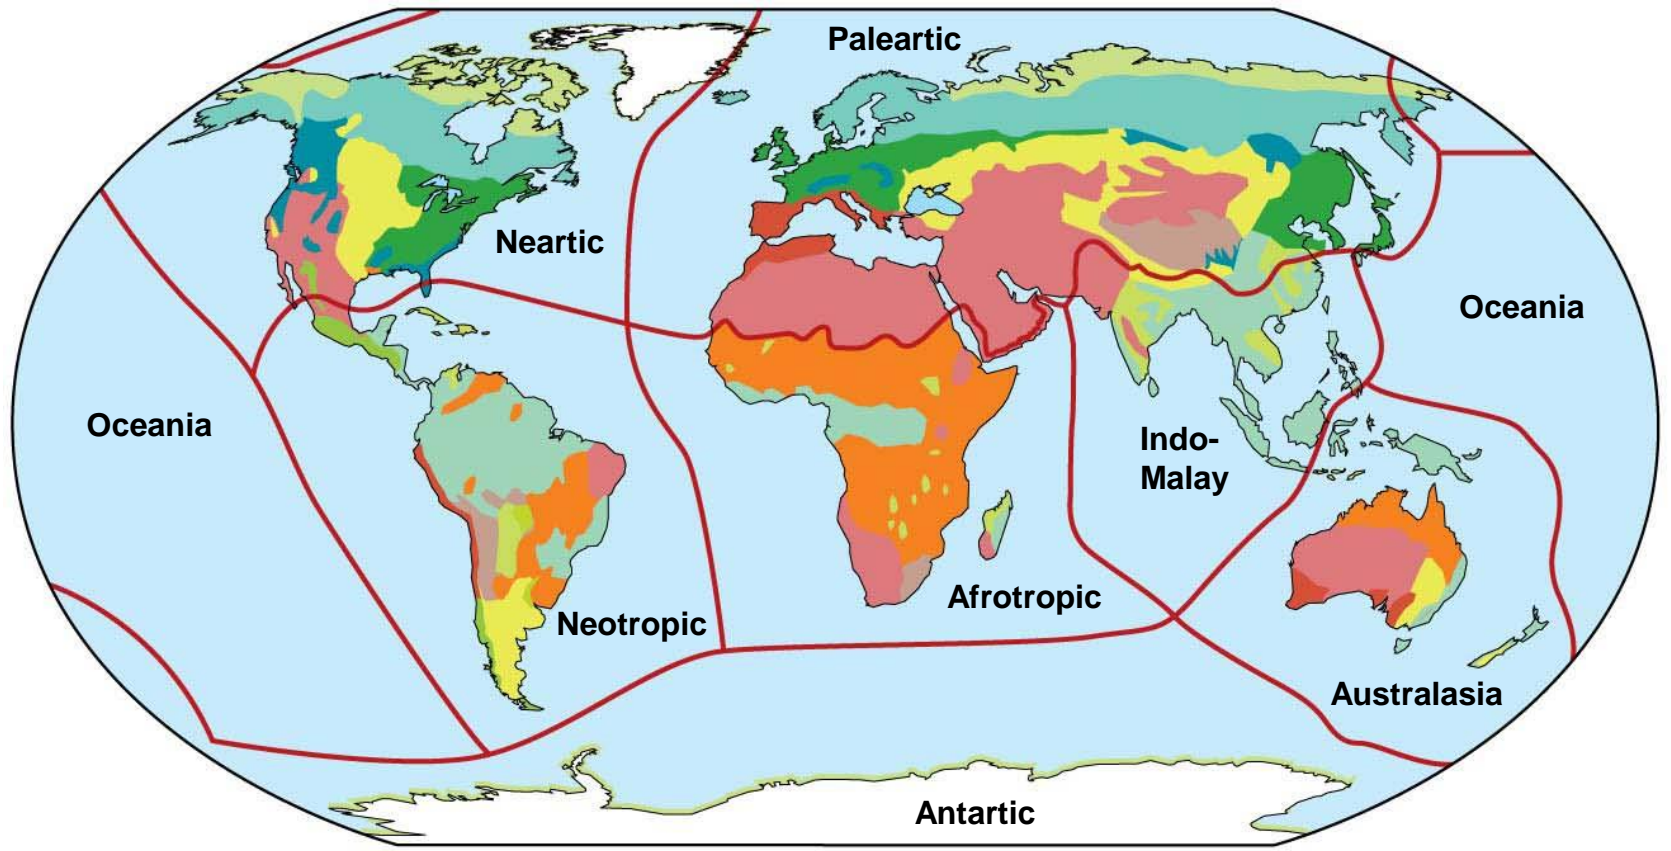 Paleartic
Neartic
Oceania
Oceania
Indo-
Malay
Afrotropic
Neotropic
Australasia
Antartic